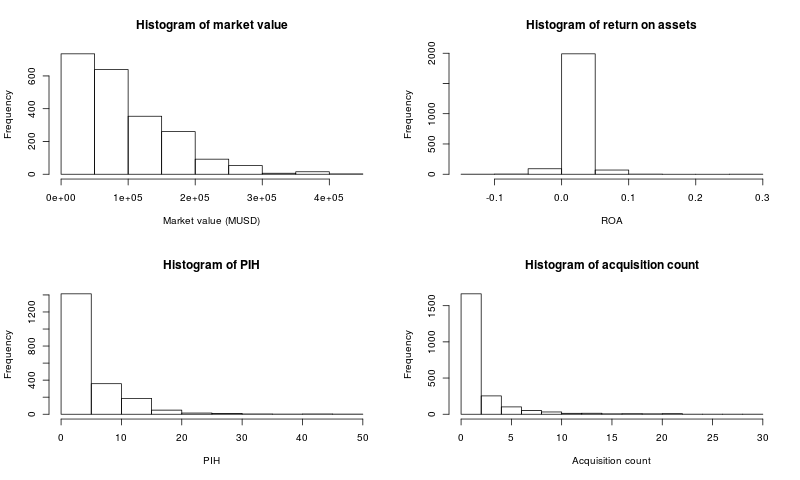 Histogram of market value
Frequency
0 200 400 600
0e+00 1e+05 2e+05 3e+05 4e+05
Market value (MUSD)
Histogram of return on assets
Frequency
0 500 1000 2000
-0.1 0.0 0.1 0.2 0.3
ROA
Histogram of PIH
Frequency
0 400 800 1200
0 10 20 30 40 50
PIH
Histogram of acquisition count
Frequency
0 500 1000 1500
0 5 10 15 20 25 30
Acquisition count